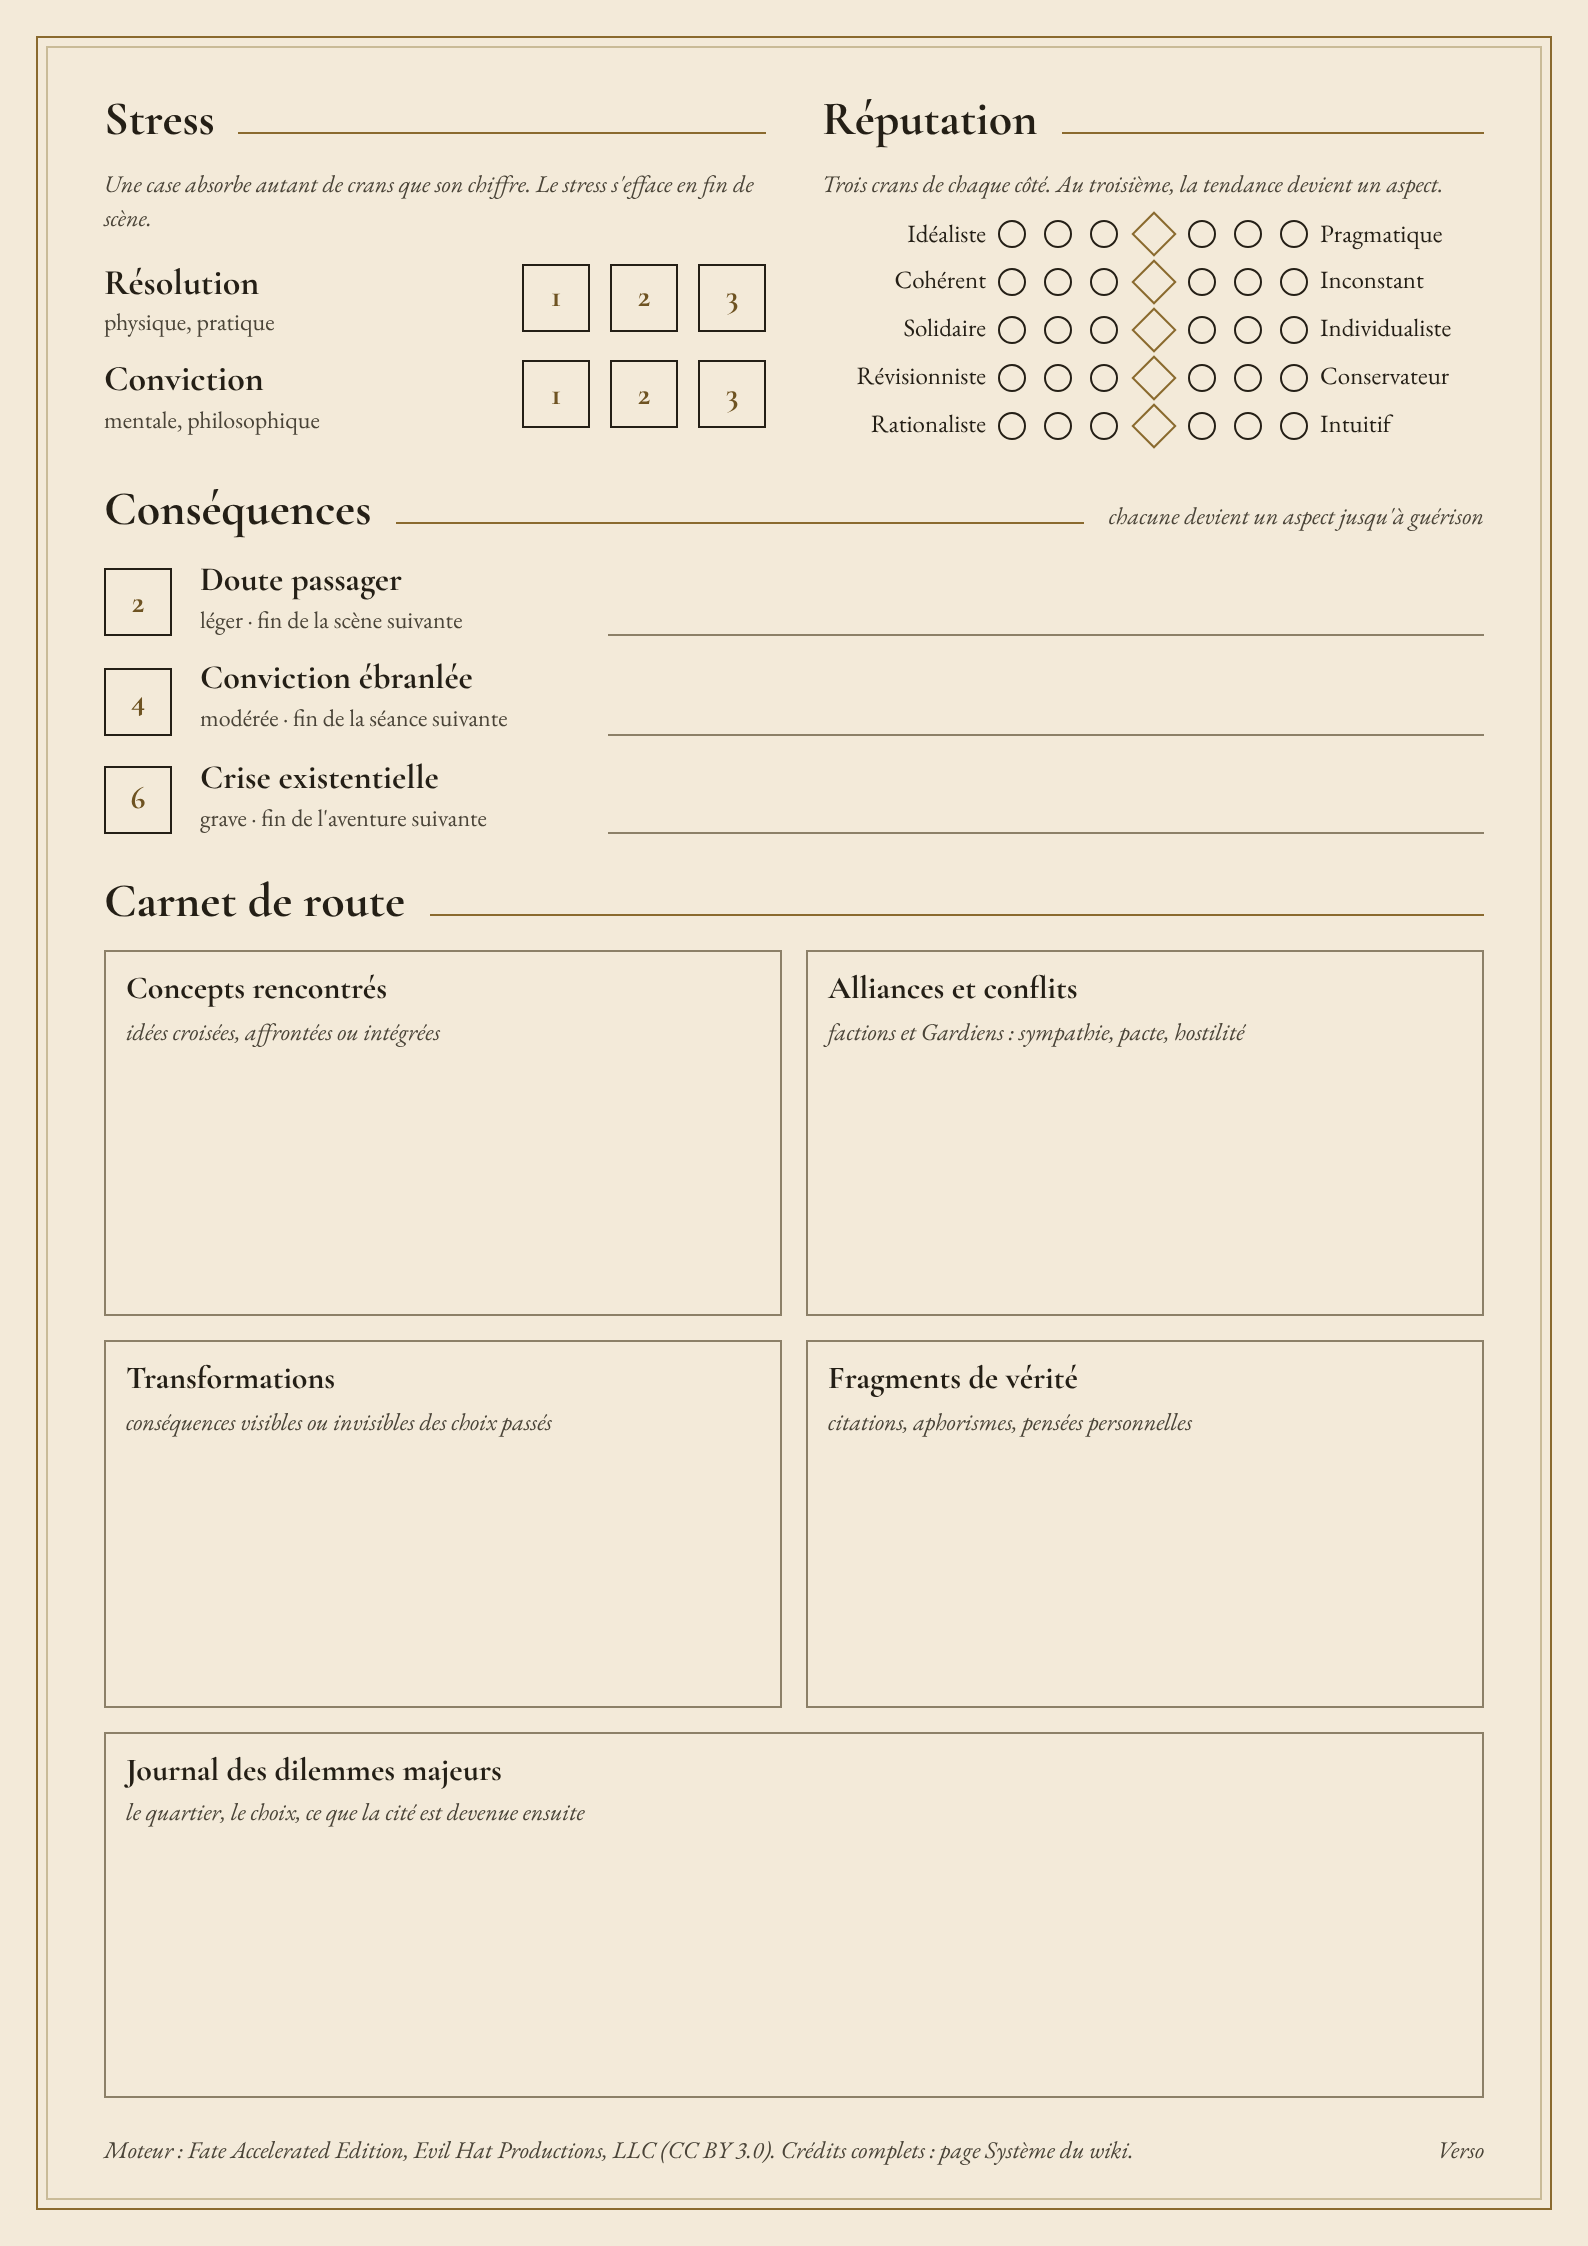 Stress
Une case absorbe autant de crans que son chiffre. Le stress s'efface en fin de
scène.
Résolution
physique, pratique
1 2 3
Conviction
mentale, philosophique
1 2 3
Réputation
Trois crans de chaque côté. Au troisième, la tendance devient un aspect.
Idéaliste Pragmatique
Cohérent Inconstant
Solidaire Individualiste
Révisionniste Conservateur
Rationaliste Intuitif
Conséquences
chacune devient un aspect jusqu'à guérison
2
Doute passager
léger · fin de la scène suivante
4
Conviction ébranlée
modérée · fin de la séance suivante
6
Crise existentielle
grave · fin de l'aventure suivante
Carnet de route
Concepts rencontrés
idées croisées, affrontées ou intégrées
Alliances et conflits
factions et Gardiens : sympathie, pacte, hostilité
Transformations
conséquences visibles ou invisibles des choix passés
Fragments de vérité
citations, aphorismes, pensées personnelles
Journal des dilemmes majeurs
le quartier, le choix, ce que la cité est devenue ensuite
Moteur : Fate Accelerated Edition, Evil Hat Productions, LLC (CC BY 3.0). Crédits complets : page Système du wiki.
Verso